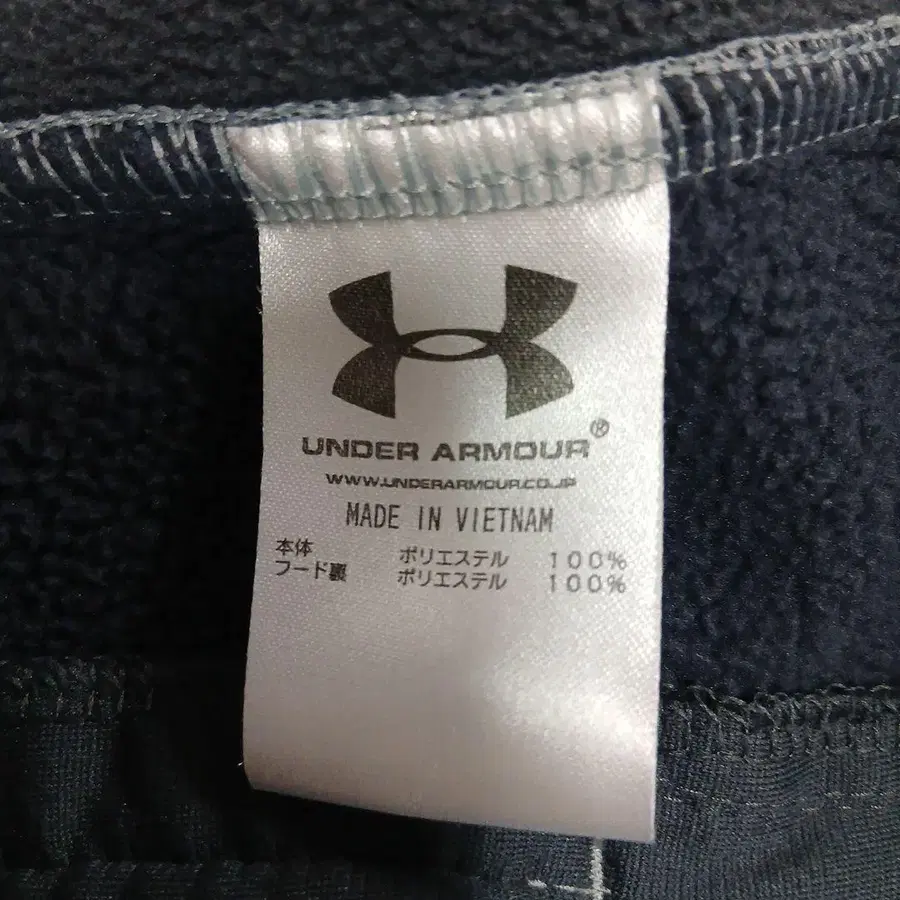 UNDER ARMOUR®
WWW.UNDERARMOUR.CO.JP
MADE IN VIETNAM
本体 ポリエステル 100%
フード裏 ポリエステル 100%